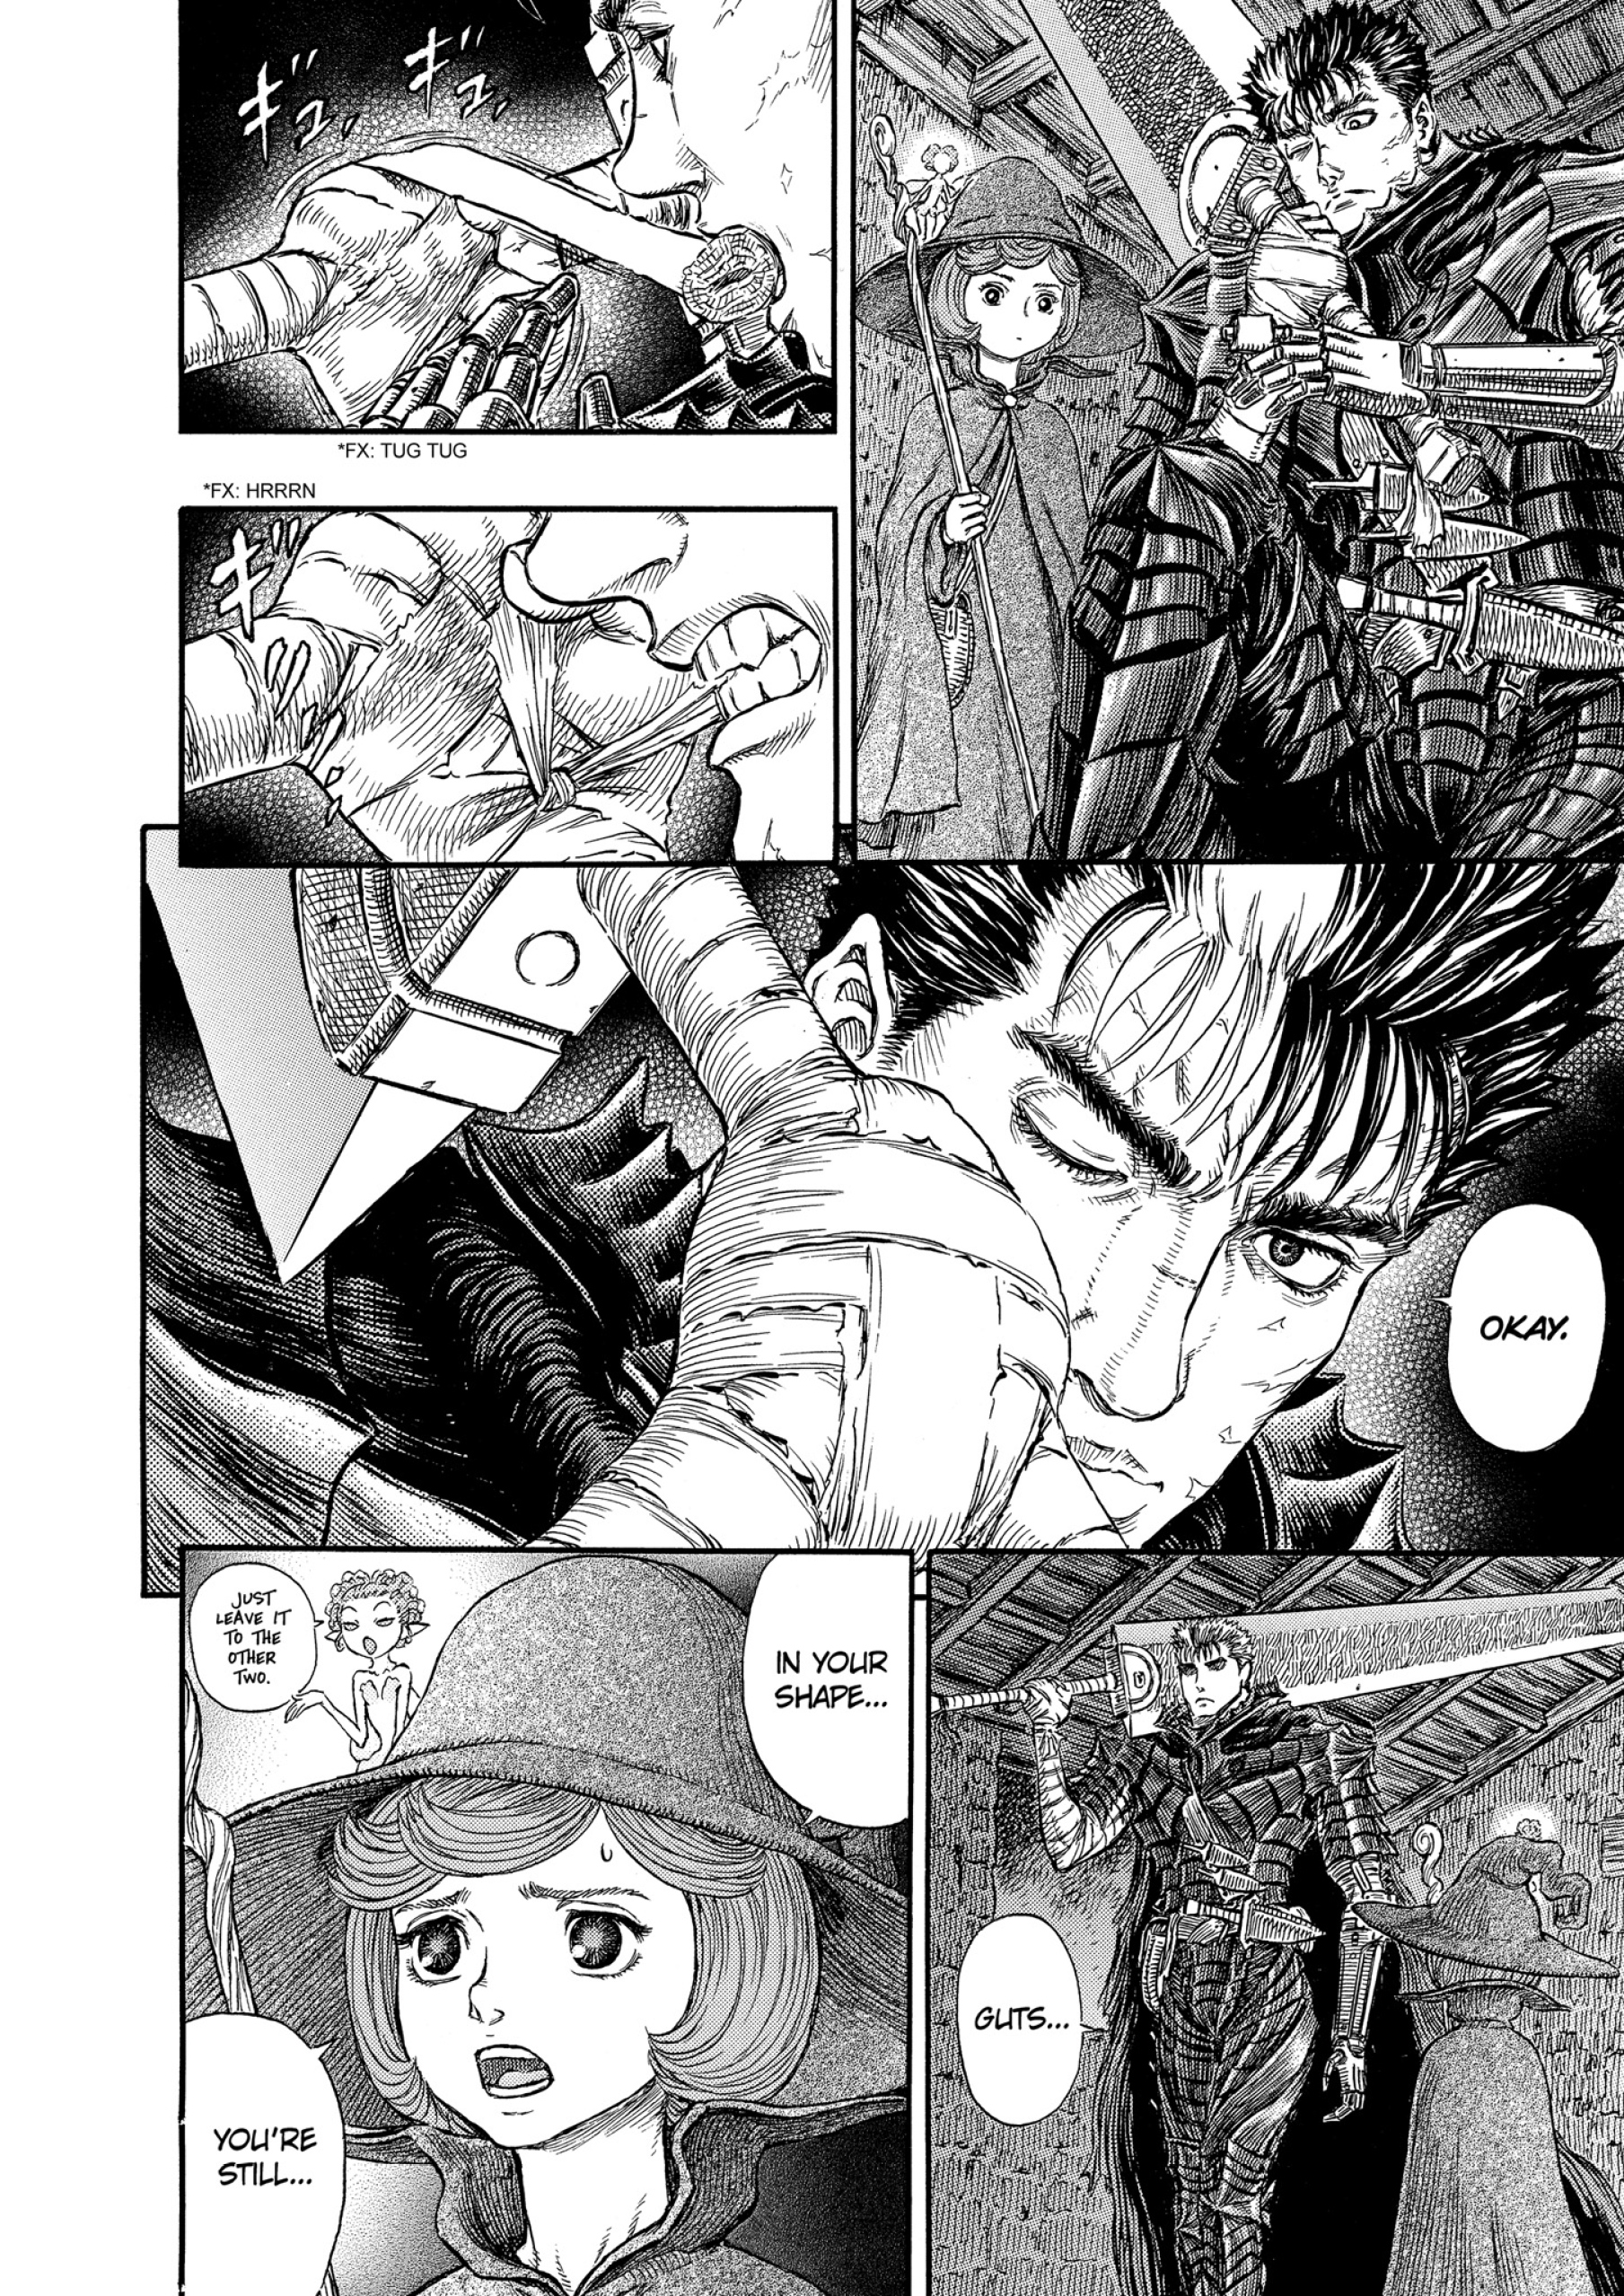 ギュ
ギュ
*FX: TUG TUG
*FX: HRRRN
ギッ
OKAY.
GUTS...
IN YOUR
SHAPE...
JUST
LEAVE IT
TO THE
OTHER
TWO.
YOU'RE
STILL...